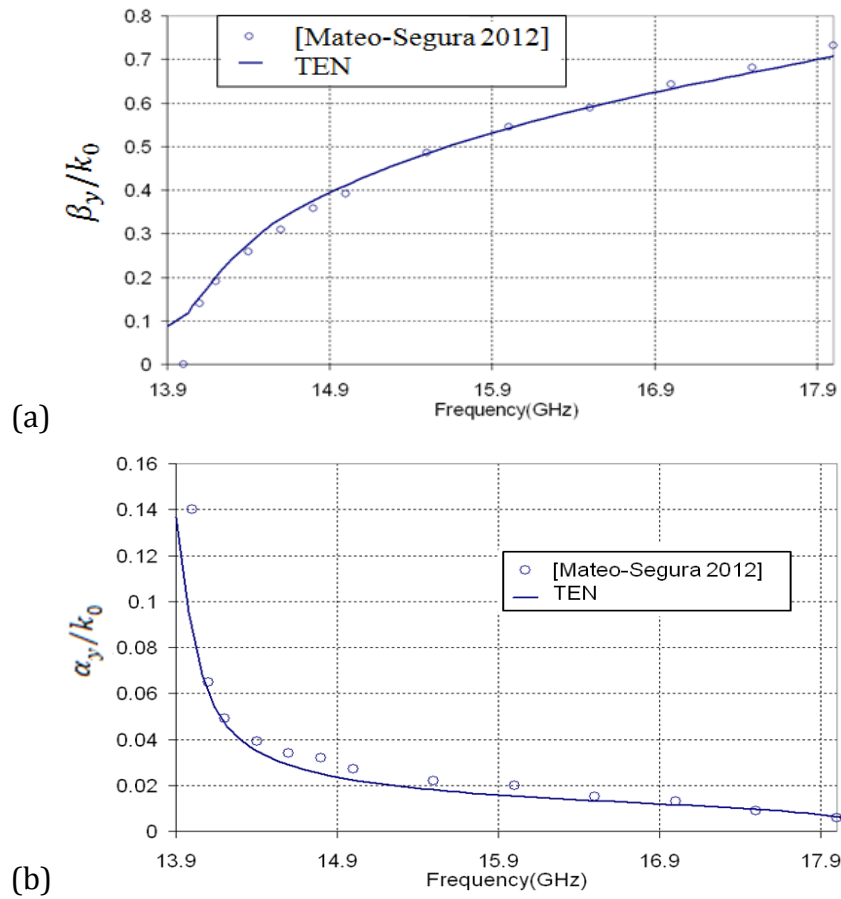 [Mateo-Segura 2012]
TEN
0.8
0.7
0.6
0.5
0.4
0.3
0.2
0.1
0
β_y/k_0
13.9 14.9 15.9 16.9 17.9
Frequency(GHz)
(a)
0.16
0.14
0.12
0.1
0.08
0.06
0.04
0.02
0
α_y/k_0
[Mateo-Segura 2012]
TEN
13.9 14.9 15.9 16.9 17.9
Frequency(GHz)
(b)